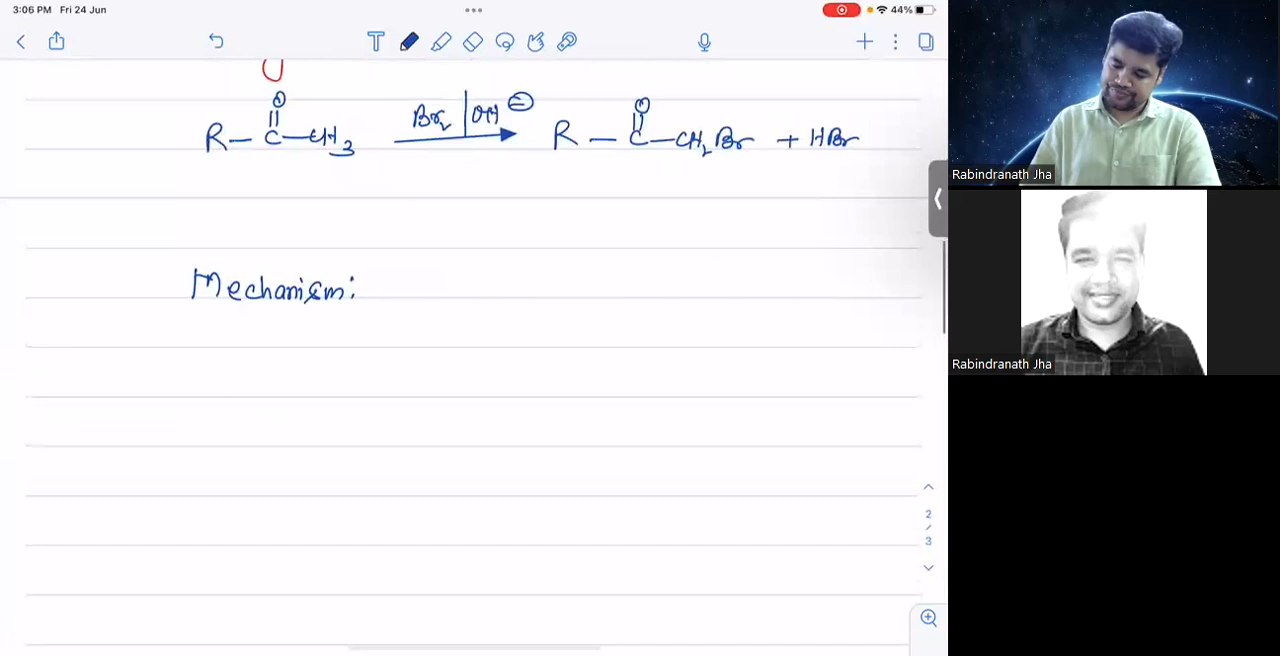 3:06 PM Fri 24 Jun
44%
T
O O
R — C — CH3 Br2 | OH ⊖ R — C — CH2Br + HBr
Mechanism:
2
/
3
Rabindranath Jha
Rabindranath Jha